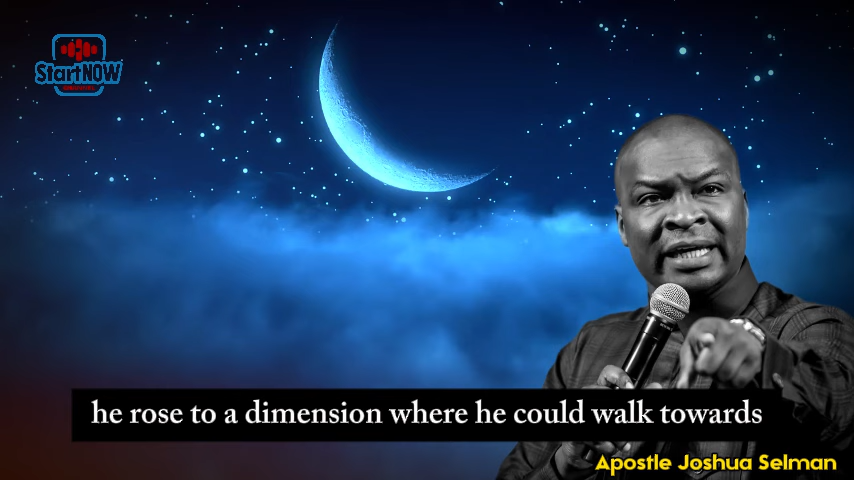 StartNOW
he rose to a dimension where he could walk towards
Apostle Joshua Selman